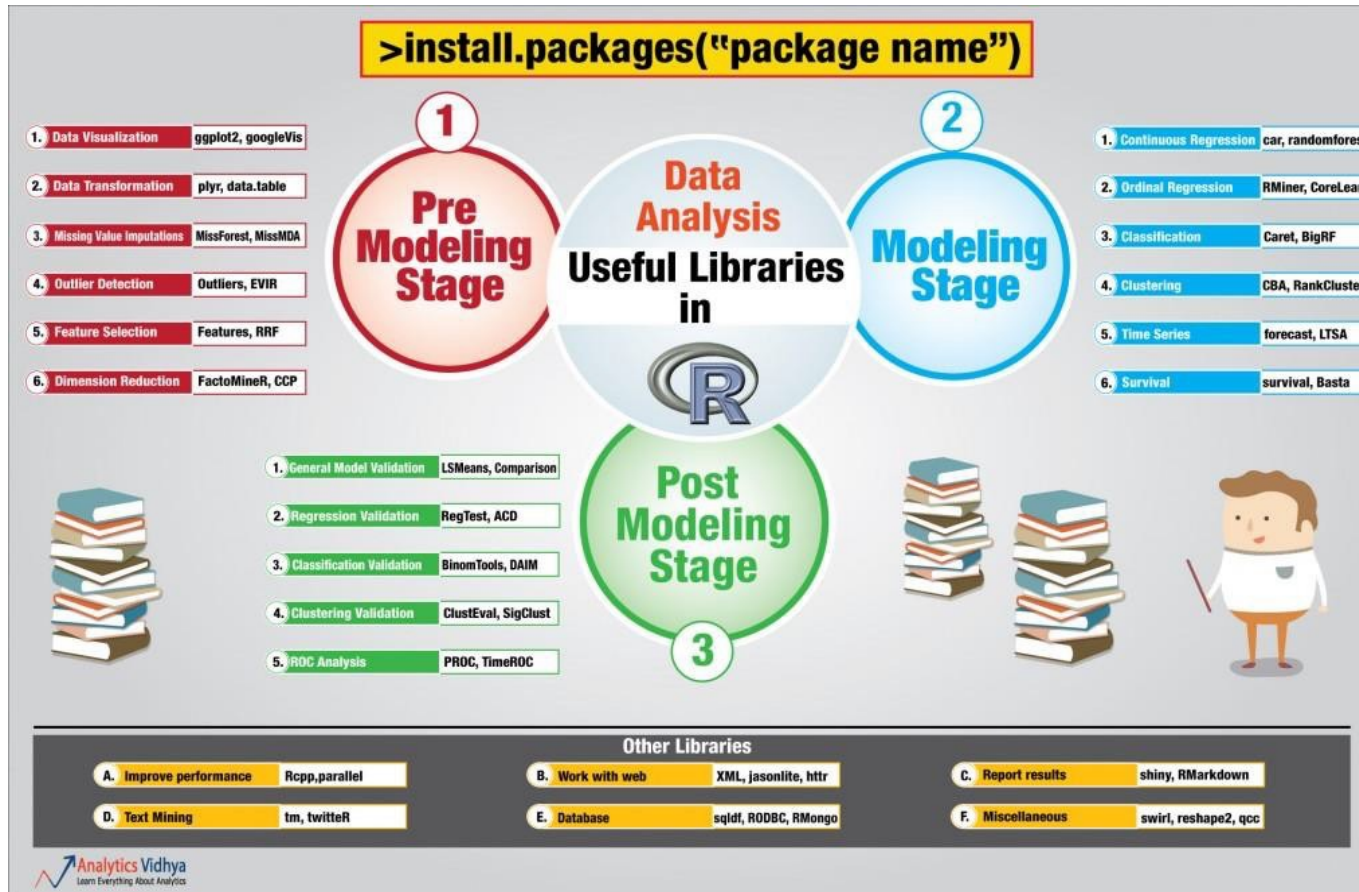 >install.packages("package name")
1
Pre
Modeling
Stage
1. Data Visualization ggplot2, googleVis
2. Data Transformation plyr, data.table
3. Missing Value Imputations MissForest, MissMDA
4. Outlier Detection Outliers, EVIR
5. Feature Selection Features, RRF
6. Dimension Reduction FactoMineR, CCP
Data
Analysis
Useful Libraries
in
R
2
Modeling
Stage
1. Continuous Regression car, randomfores
2. Ordinal Regression RMiner, CoreLear
3. Classification Caret, BigRF
4. Clustering CBA, RankCluste
5. Time Series forecast, LTSA
6. Survival survival, Basta
Post
Modeling
Stage
3
1. General Model Validation LSMeans, Comparison
2. Regression Validation RegTest, ACD
3. Classification Validation BinomTools, DAIM
4. Clustering Validation ClustEval, SigClust
5. ROC Analysis PROC, TimeROC
Other Libraries
A. Improve performance Rcpp,parallel
B. Work with web XML, jasonlite, httr
C. Report results shiny, RMarkdown
D. Text Mining tm, twitteR
E. Database sqldf, RODBC, RMongo
F. Miscellaneous swirl, reshape2, qcc
Analytics Vidhya
Learn Everything About Analytics